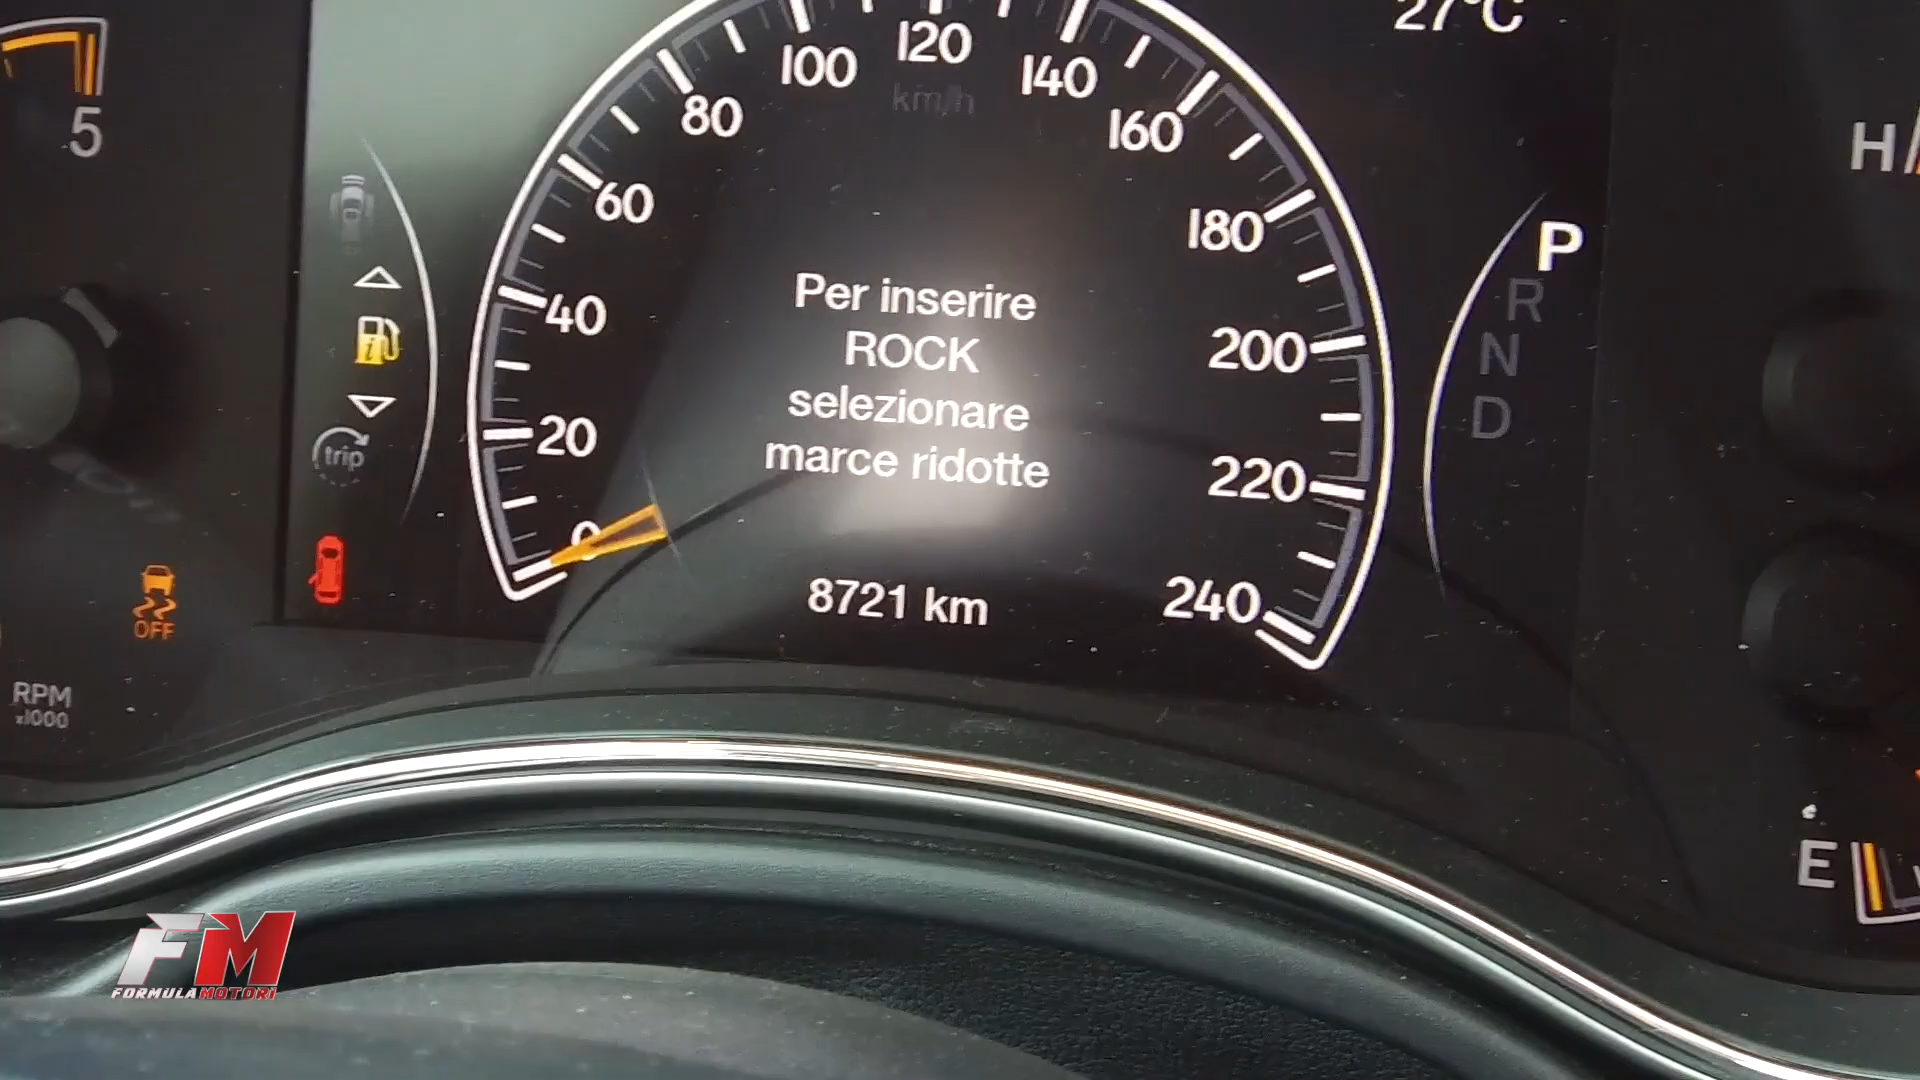 27°C
120
100
140
km/h
80
160
5
H
60
180
P
R
N
D
Per inserire
ROCK
selezionare
marce ridotte
40
200
20
trip
220
0
8721 km
240
OFF
RPM
x1000
E
FM
FORMULAMOTORI